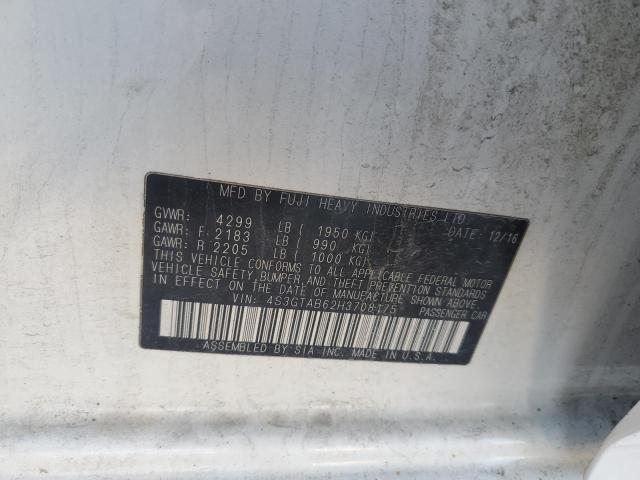 MFD BY FUJI HEAVY INDUSTRIES LTD
GVWR: 4299 LB ( 1950 KG) DATE: 12/16
GAWR: F 2183 LB ( 990 KG)
GAWR: R 2205 LB ( 1000 KG)
THIS VEHICLE CONFORMS TO ALL APPLICABLE FEDERAL MOTOR
VEHICLE SAFETY, BUMPER, AND THEFT PREVENTION STANDARDS
IN EFFECT ON THE DATE OF MANUFACTURE SHOWN ABOVE.
VIN: 4S3GTAB62H3708175 PASSENGER CAR
ASSEMBLED BY SIA INC. MADE IN U.S.A.